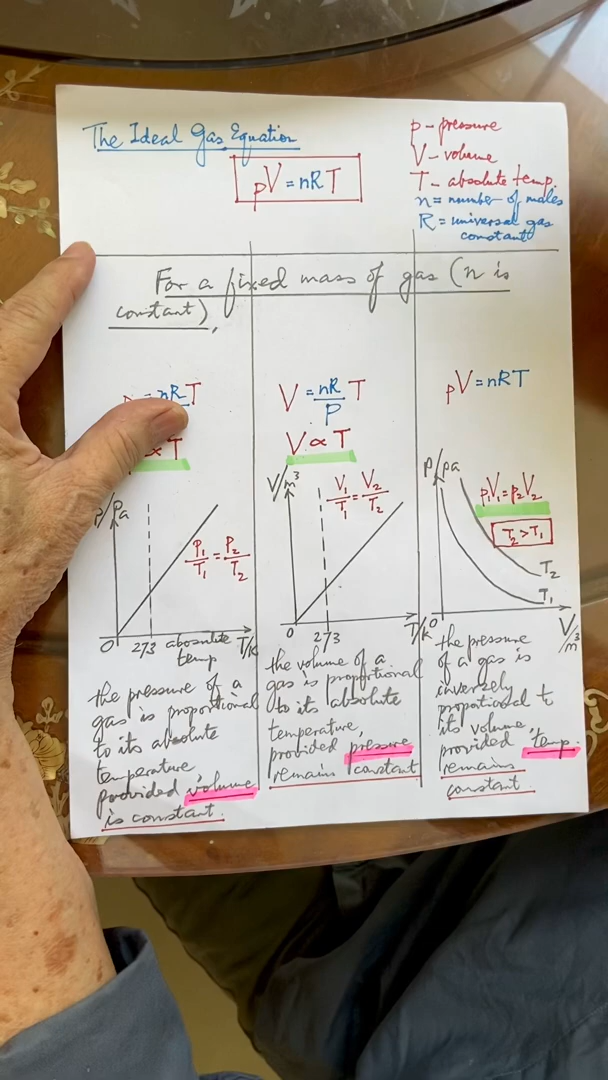 The Ideal Gas Equation
pV = nRT
p - pressure
V - volume
T - absolute temp.
n = number of moles
R = universal gas
constant
For a fixed mass of gas (n is
constant),
= nR T
∝ T
P/Pa
P1/T1 = P2/T2
0 273 abosulute T/K
temp
the pressure of a
gas is proportional
to its absolute
temperature
provided volume
is constant.
V = nR/P T
V ∝ T
V/m³
V1/T1 = V2/T2
0 273 T/K
the volume of a
gas is proportional
to its absolute
temperature,
provided pressure
remains constant
pV = nRT
P/pa
p1V1 = p2V2
T2 > T1
T2
T1
0 V/m³
the pressure
of a gas is
inversely
propotional to
its volume
provided temp.
remains
constant.